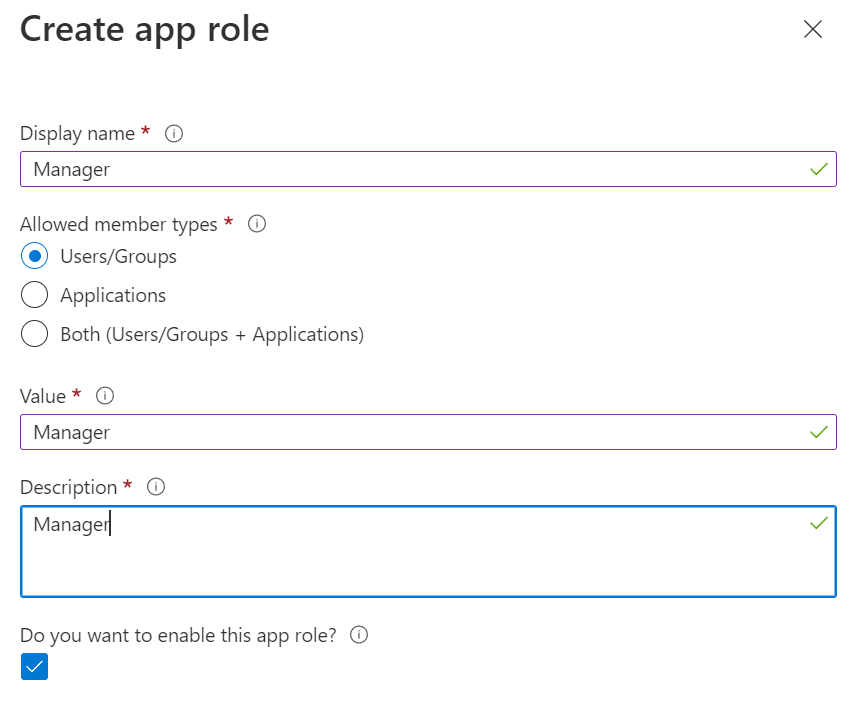 Create app role
Display name *
Manager
Allowed member types *
Users/Groups
Applications
Both (Users/Groups + Applications)
Value *
Manager
Description *
Manager
Do you want to enable this app role?